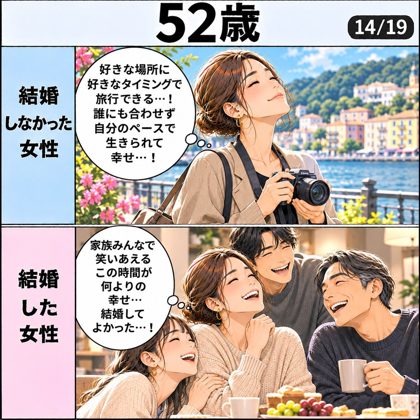 52歳
14/19
結婚
しなかった
女性
好きな場所に
好きなタイミングで
旅行できる…！
誰にも合わせず
自分のペースで
生きられて
幸せ…！
結婚
した
女性
家族みんなで
笑いあえる
この時間が
何よりの
幸せ…
結婚して
よかった…！